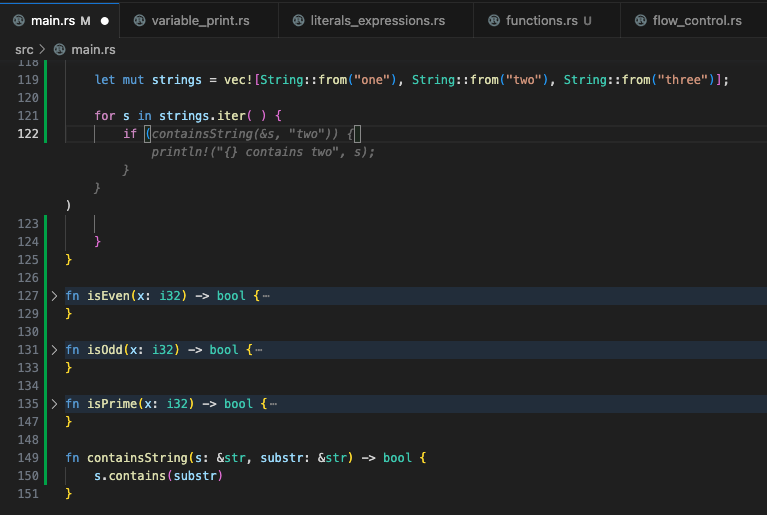 main.rs M ● variable_print.rs literals_expressions.rs functions.rs U flow_control.rs
src > main.rs
118
119 let mut strings = vec![String::from("one"), String::from("two"), String::from("three")];
120
121 for s in strings.iter( ) {
122 if (containsString(&s, "two")) {
println!("{} contains two", s);
}
}
)
123
124 }
125 }
126
127 > fn isEven(x: i32) -> bool { ⋯
129 }
130
131 > fn isOdd(x: i32) -> bool { ⋯
133 }
134
135 > fn isPrime(x: i32) -> bool { ⋯
147 }
148
149 fn containsString(s: &str, substr: &str) -> bool {
150 s.contains(substr)
151 }